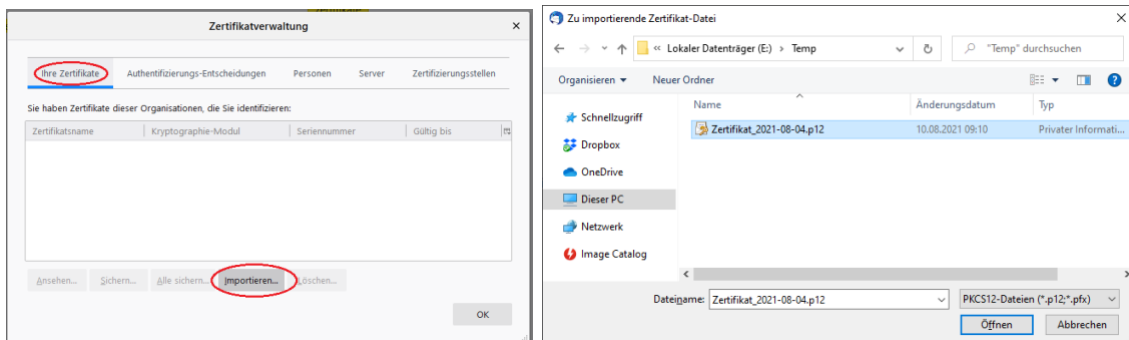 Zertifikatverwaltung
Ihre Zertifikate Authentifizierungs-Entscheidungen Personen Server Zertifizierungsstellen
Sie haben Zertifikate dieser Organisationen, die Sie identifizieren:
Zertifikatsname Kryptographie-Modul Seriennummer Gültig bis
Ansehen... Sichern... Alle sichern... Importieren... Löschen...
OK
Zu importierende Zertifikat-Datei
« Lokaler Datenträger (E:) > Temp "Temp" durchsuchen
Organisieren Neuer Ordner
Name Änderungsdatum Typ
Schnellzugriff
Zertifikat_2021-08-04.p12 10.08.2021 09:10 Privater Informati...
Dropbox
OneDrive
Dieser PC
Netzwerk
Image Catalog
Dateiname: Zertifikat_2021-08-04.p12 PKCS12-Dateien (*.p12;*.pfx)
Öffnen Abbrechen